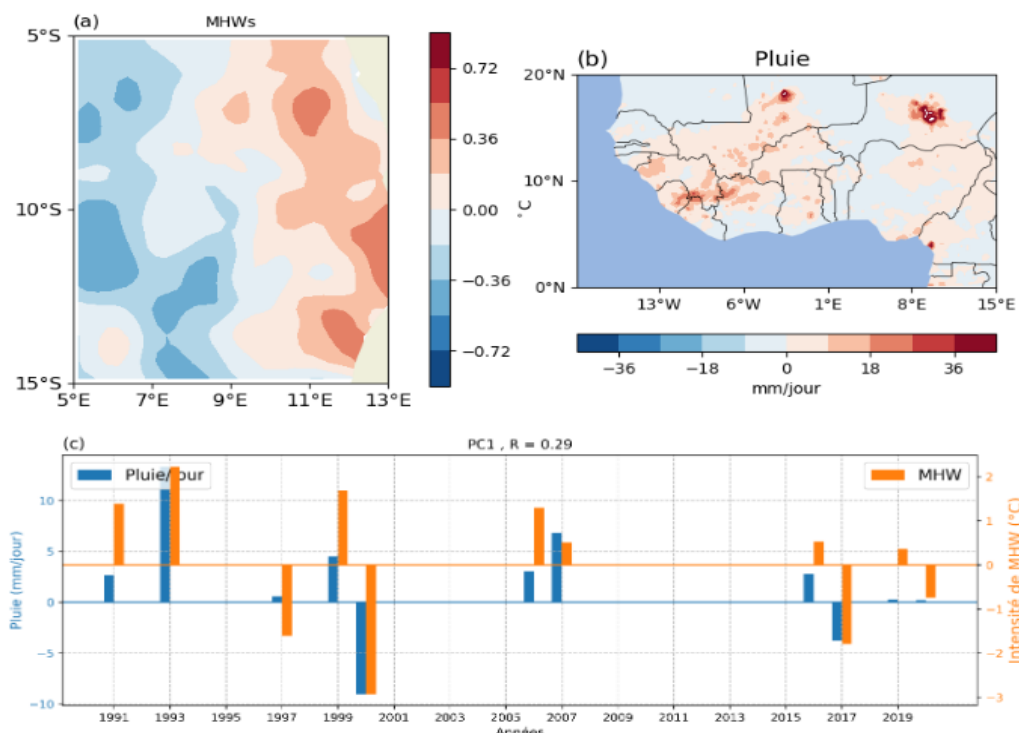 (a)
MHWs
5°S
10°S
15°S
5°E 7°E 9°E 11°E 13°E
0.72
0.36
0.00
−0.36
−0.72
°C
(b) Pluie
20°N
10°N
0°N
13°W 6°W 1°E 8°E 15°E
−36 −18 0 18 36
mm/jour
(c) PC1 , R = 0.29
Pluie/jour
MHW
10
5
0
−5
−10
Pluie (mm/jour)
2
1
0
−1
−2
−3
Intensité de MHW (°C)
1991 1993 1995 1997 1999 2001 2003 2005 2007 2009 2011 2013 2015 2017 2019
Années